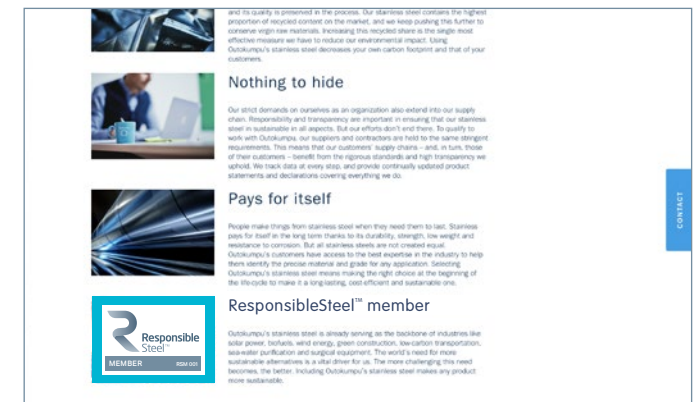 and its quality is preserved in the process. Our stainless steel contains the highest
proportion of recycled content on the market, and we keep pushing this further to
conserve virgin raw materials. Increasing this recycled share is the single most
effective measure we have to reduce our environmental impact. Using
Outokumpu's stainless steel decreases your own carbon footprint and that of your
customers.
Nothing to hide
Our strict demands on ourselves as an organization also extend into our supply
chain. Responsibility and transparency are important in ensuring that our stainless
steel in sustainable in all aspects. But our efforts don't end there. To qualify to
work with Outokumpu, our suppliers and contractors are held to the same stringent
requirements. This means that our customers' supply chains – and, in turn, those
of their customers – benefit from the rigorous standards and high transparency we
uphold. We track data at every step, and provide continually updated product
statements and declarations covering everything we do.
CONTACT
Pays for itself
People make things from stainless steel when they need them to last. Stainless
pays for itself in the long term thanks to its durability, strength, low weight and
resistance to corrosion. But all stainless steels are not created equal.
Outokumpu's customers have access to the best expertise in the industry to help
them identify the precise material and grade for any application. Selecting
Outokumpu's stainless steel means making the right choice at the beginning of
the life-cycle to make it a long-lasting, cost-efficient and sustainable one.
Responsible
Steel™
MEMBER RSM 001
ResponsibleSteel™ member
Outokumpu's stainless steel is already serving as the backbone of industries like
solar power, biofuels, wind energy, green construction, low-carbon transportation,
sea-water purification and surgical equipment. The world's need for more
sustainable alternatives is a vital driver for us. The more challenging this need
becomes, the better. Including Outokumpu's stainless steel makes any product
more sustainable.